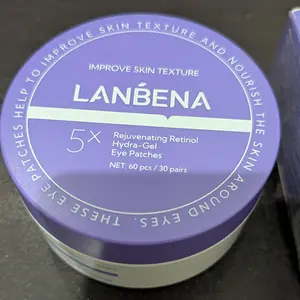 THESE EYE PATCHES HELP TO IMPROVE SKIN TEXTURE AND NOURISH THE SKIN AROUND EYES.
IMPROVE SKIN TEXTURE
LANBENA
5X
Rejuvenating Retinol
Hydra-Gel
Eye Patches
NET: 60 pcs / 30 pairs